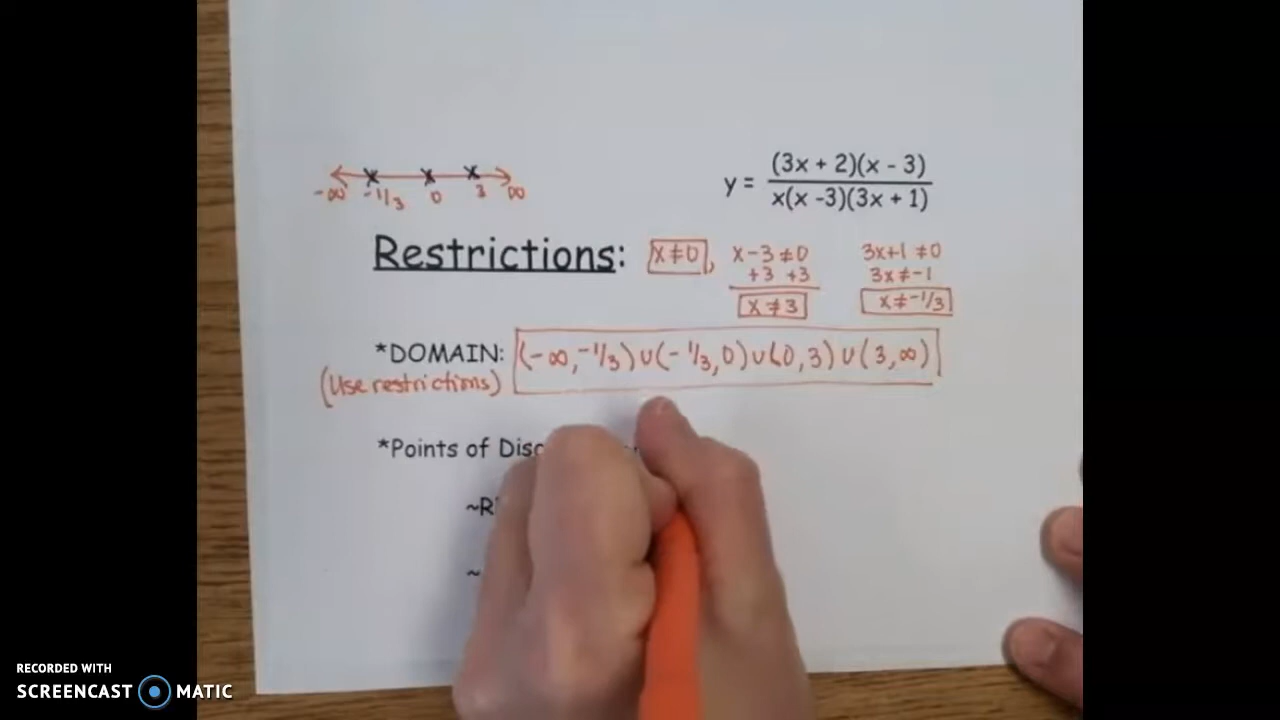 -∞ -1/3 0 3 ∞
y = (3x + 2)(x - 3)
x(x -3)(3x + 1)
Restrictions: x≠0, x-3≠0 3x+1≠0
+3 +3 3x≠-1
x≠3 x≠-1/3
*DOMAIN: (-∞,-1/3)∪(-1/3,0)∪(0,3)∪(3,∞)
(Use restrictions)
*Points of
RECORDED WITH
SCREENCAST MATIC